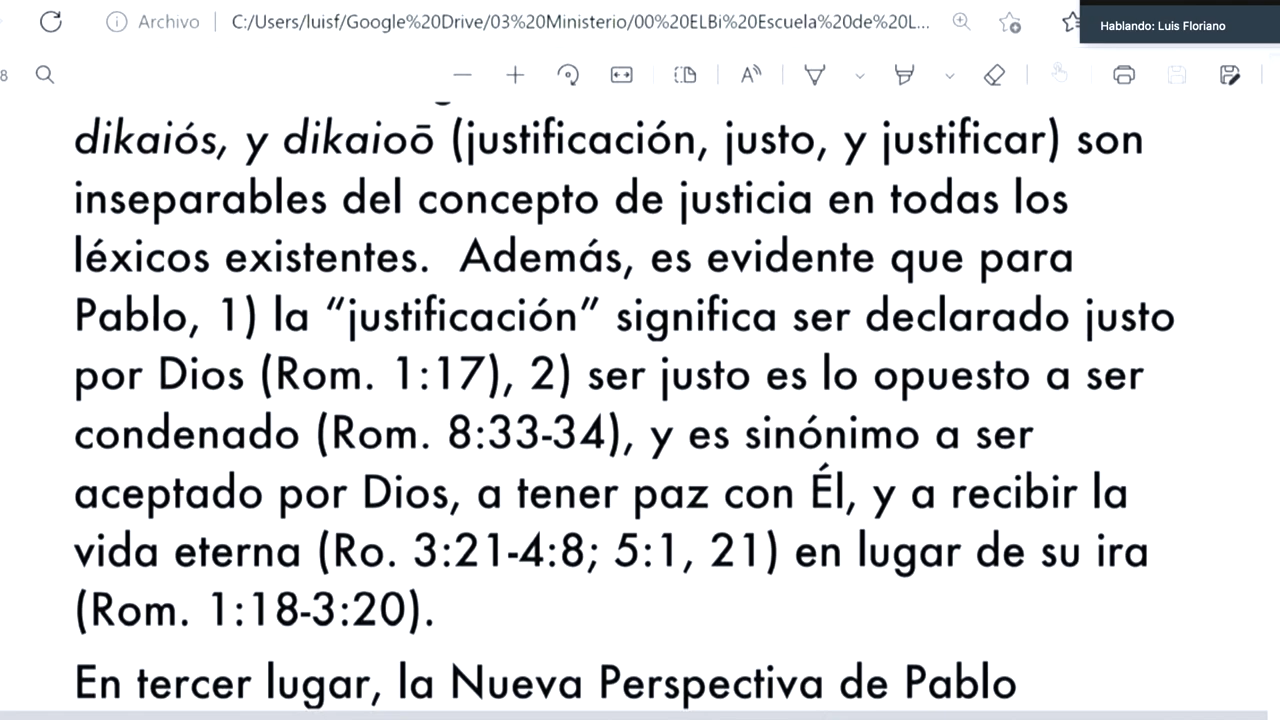 Archivo
C:/Users/luisf/Google%20Drive/03%20Ministerio/00%20ELBi%20Escuela%20de%20L...
Hablando: Luis Floriano
8
dikaiós, y dikaioō (justificación, justo, y justificar) son
inseparables del concepto de justicia en todas los
léxicos existentes.  Además, es evidente que para
Pablo, 1) la “justificación” significa ser declarado justo
por Dios (Rom. 1:17), 2) ser justo es lo opuesto a ser
condenado (Rom. 8:33-34), y es sinónimo a ser
aceptado por Dios, a tener paz con Él, y a recibir la
vida eterna (Ro. 3:21-4:8; 5:1, 21) en lugar de su ira
(Rom. 1:18-3:20).
En tercer lugar, la Nueva Perspectiva de Pablo